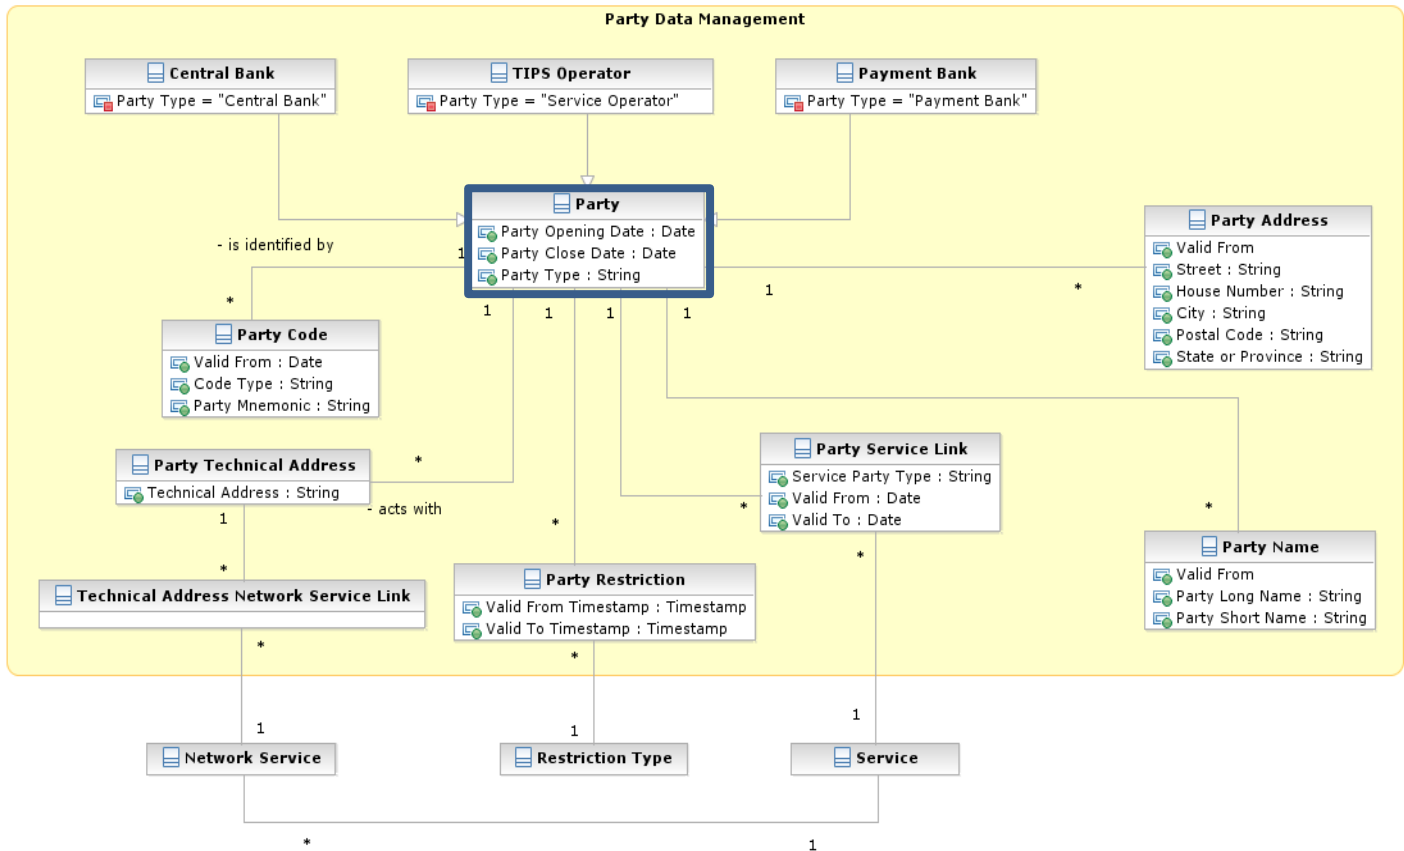 Party Data Management
Central Bank
Party Type = "Central Bank"
TIPS Operator
Party Type = "Service Operator"
Payment Bank
Party Type = "Payment Bank"
Party
Party Opening Date : Date
Party Close Date : Date
Party Type : String
Party Address
Valid From
Street : String
House Number : String
City : String
Postal Code : String
State or Province : String
- is identified by
1
*
1
*
1
1
1
1
Party Code
Valid From : Date
Code Type : String
Party Mnemonic : String
Party Technical Address
Technical Address : String
*
- acts with
Party Service Link
Service Party Type : String
Valid From : Date
Valid To : Date
*
*
*
1
*
*
Party Name
Valid From
Party Long Name : String
Party Short Name : String
Technical Address Network Service Link
Party Restriction
Valid From Timestamp : Timestamp
Valid To Timestamp : Timestamp
*
*
1
1
1
Network Service
Restriction Type
Service
*
1